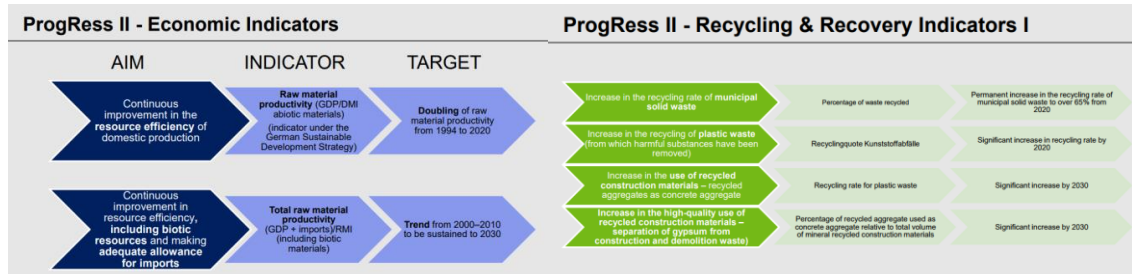 ProgRess II - Economic Indicators
AIM
INDICATOR
TARGET
Continuous
improvement in the
resource efficiency of
domestic production
Raw material
productivity (GDP/DMI
abiotic materials)
(indicator under the
German Sustainable
Development Strategy)
Doubling of raw
material productivity
from 1994 to 2020
Continuous
improvement in
resource efficiency,
including biotic
resources and making
adequate allowance
for imports
Total raw material
productivity
(GDP + imports)/RMI
(including biotic
materials)
Trend from 2000–2010
to be sustained to 2030
ProgRess II - Recycling & Recovery Indicators I
Increase in the recycling rate of municipal
solid waste
Percentage of waste recycled
Permanent increase in the recycling rate of
municipal solid waste to over 65% from
2020
Increase in the recycling of plastic waste
(from which harmful substances have been
removed)
Recyclingquote Kunststoffabfälle
Significant increase in recycling rate by
2020
Increase in the use of recycled
construction materials – recycled
aggregates as concrete aggregate
Recycling rate for plastic waste
Significant increase by 2030
Increase in the high-quality use of
recycled construction materials –
separation of gypsum from
construction and demolition waste)
Percentage of recycled aggregate used as
concrete aggregate relative to total volume
of mineral recycled construction materials
Significant increase by 2030